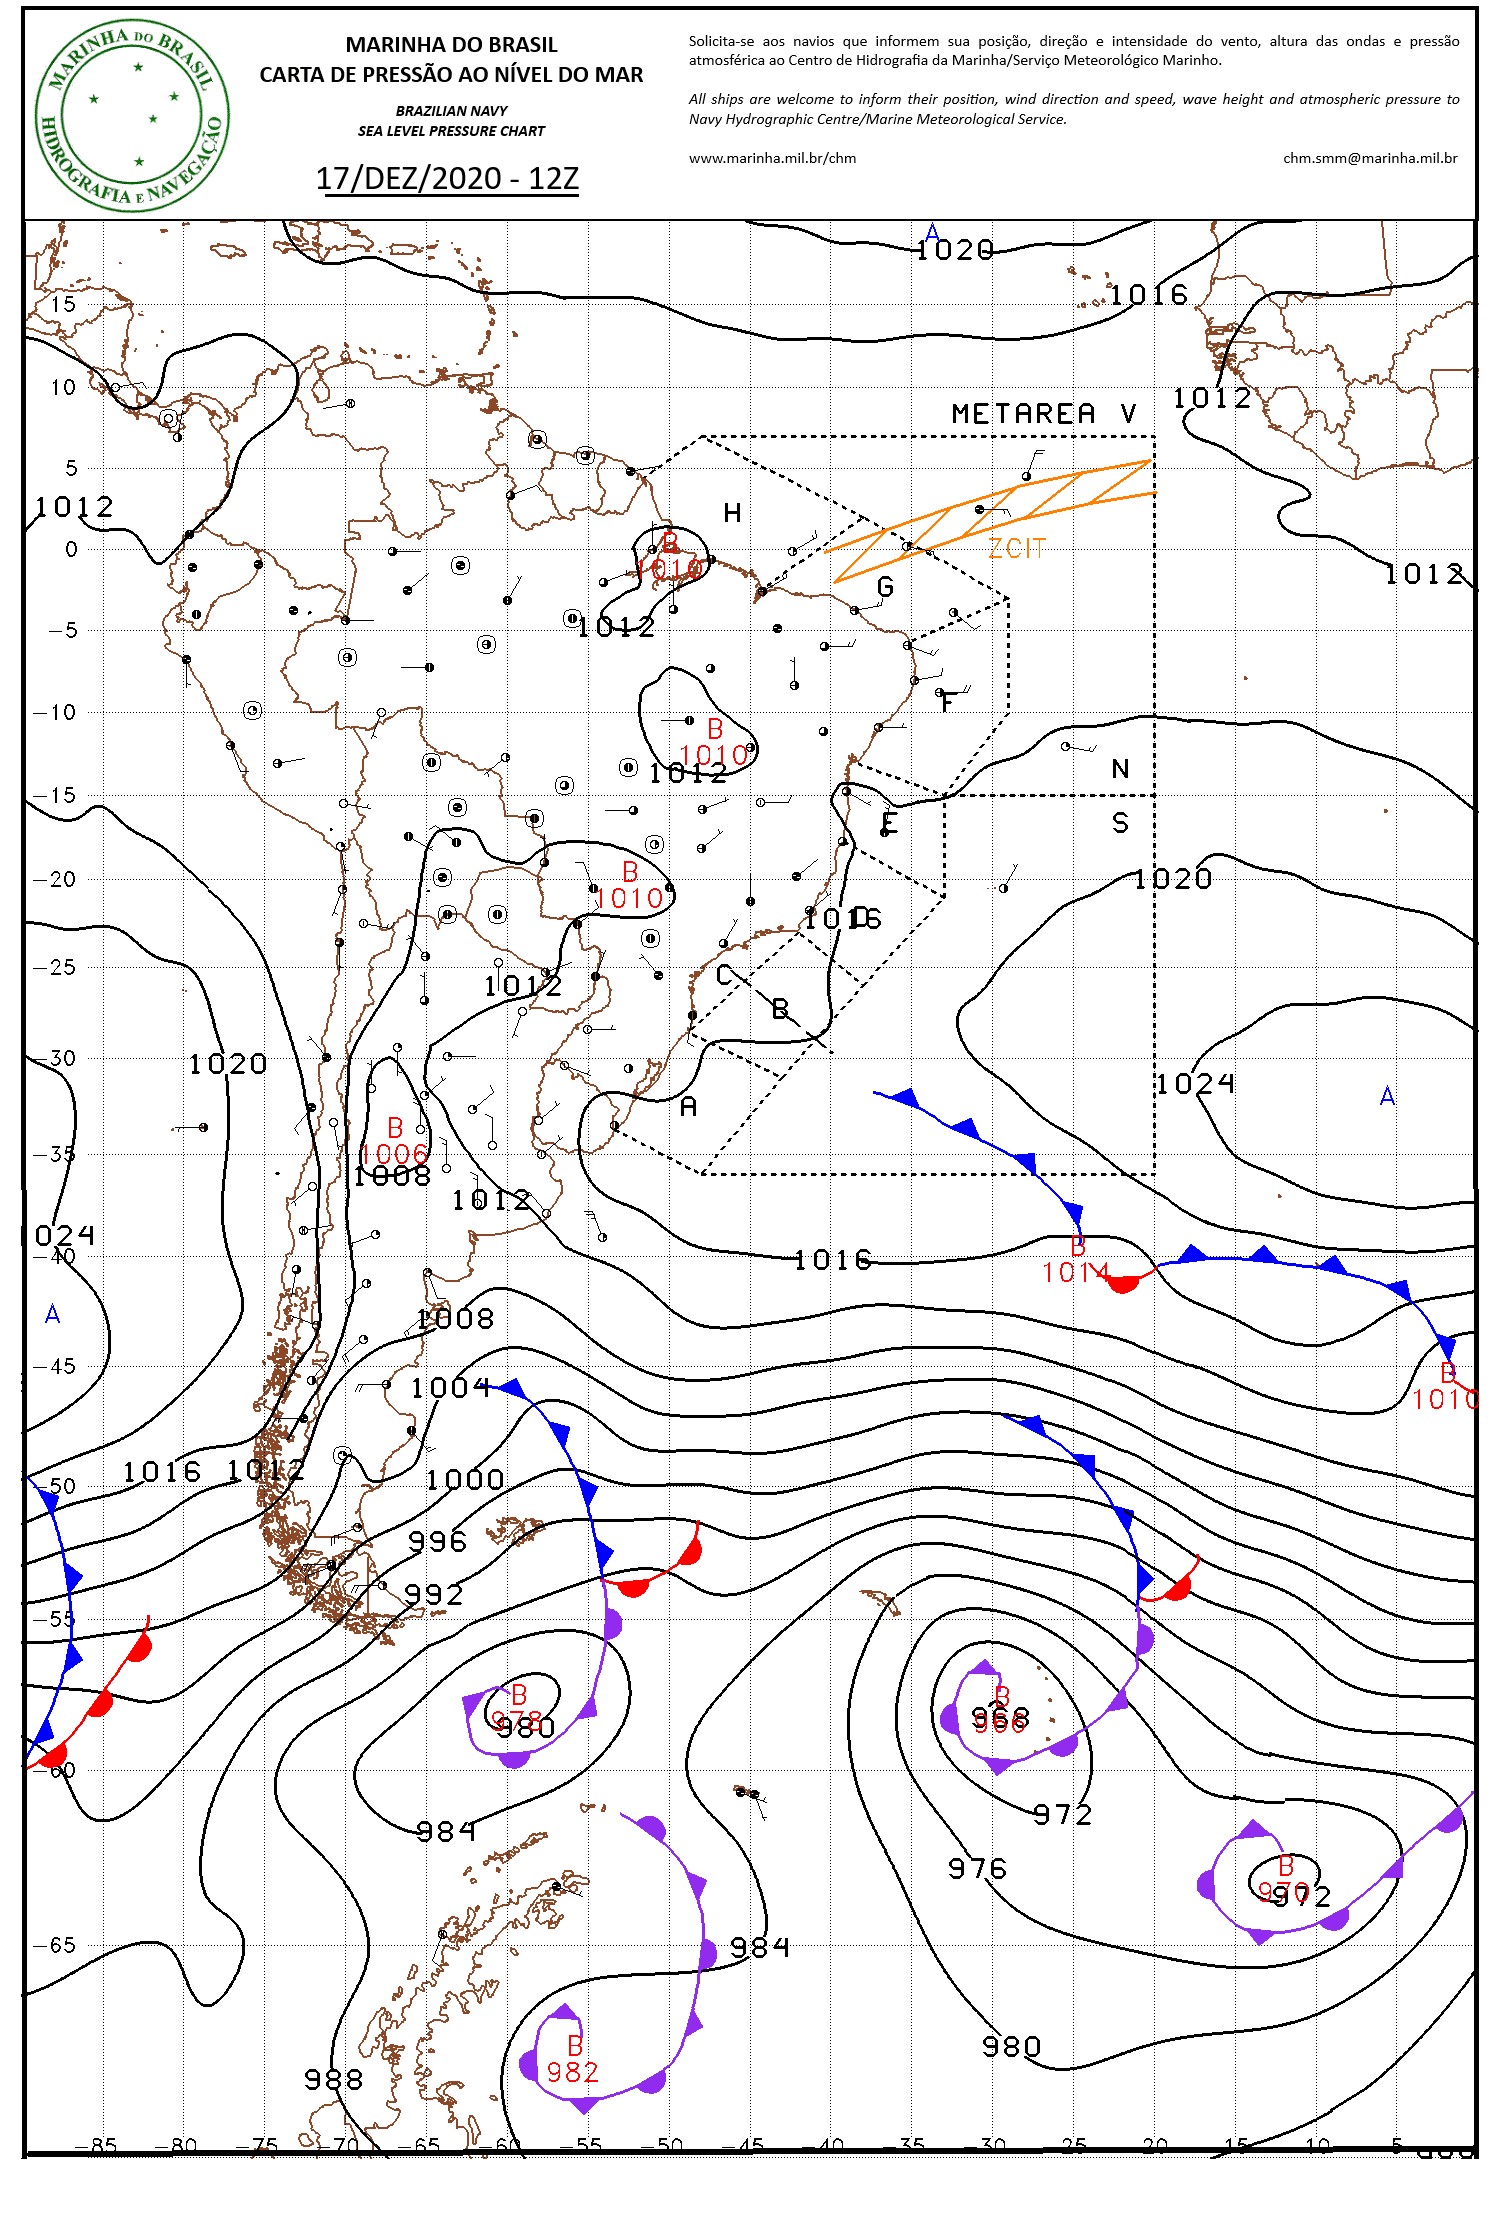 MARINHA DO BRASIL
HIDROGRAFIA E NAVEGAÇÃO
MARINHA DO BRASIL
CARTA DE PRESSÃO AO NÍVEL DO MAR
BRAZILIAN NAVY
SEA LEVEL PRESSURE CHART
17/DEZ/2020 - 12Z
Solicita-se aos navios que informem sua posição, direção e intensidade do vento, altura das ondas e pressão
atmosférica ao Centro de Hidrografia da Marinha/Serviço Meteorológico Marinho.
All ships are welcome to inform their position, wind direction and speed, wave height and atmospheric pressure to
Navy Hydrographic Centre/Marine Meteorological Service.
www.marinha.mil.br/chm
chm.smm@marinha.mil.br
A
1020
1016
15
10
1012
METAREA V
5
1012
H
0
B
1010
ZCIT
1012
G
-5
1012
F
-10
B
1010
1012
N
-15
E
S
-20
B
1010
1020
1016
D
-25
C
1012
B
-30
1020
1024
A
A
B
1006
-35
1008
1012
1024
-40
1016
B
1014
A
1008
-45
1004
B
1010
1016
1012
-50
1000
996
992
-55
B
978
980
B
966
968
-60
972
984
976
B
970
972
-65
984
980
B
982
988
-85
-80
-75
-70
-65
-60
-55
-50
-40
35
30
25
20
15
10
5